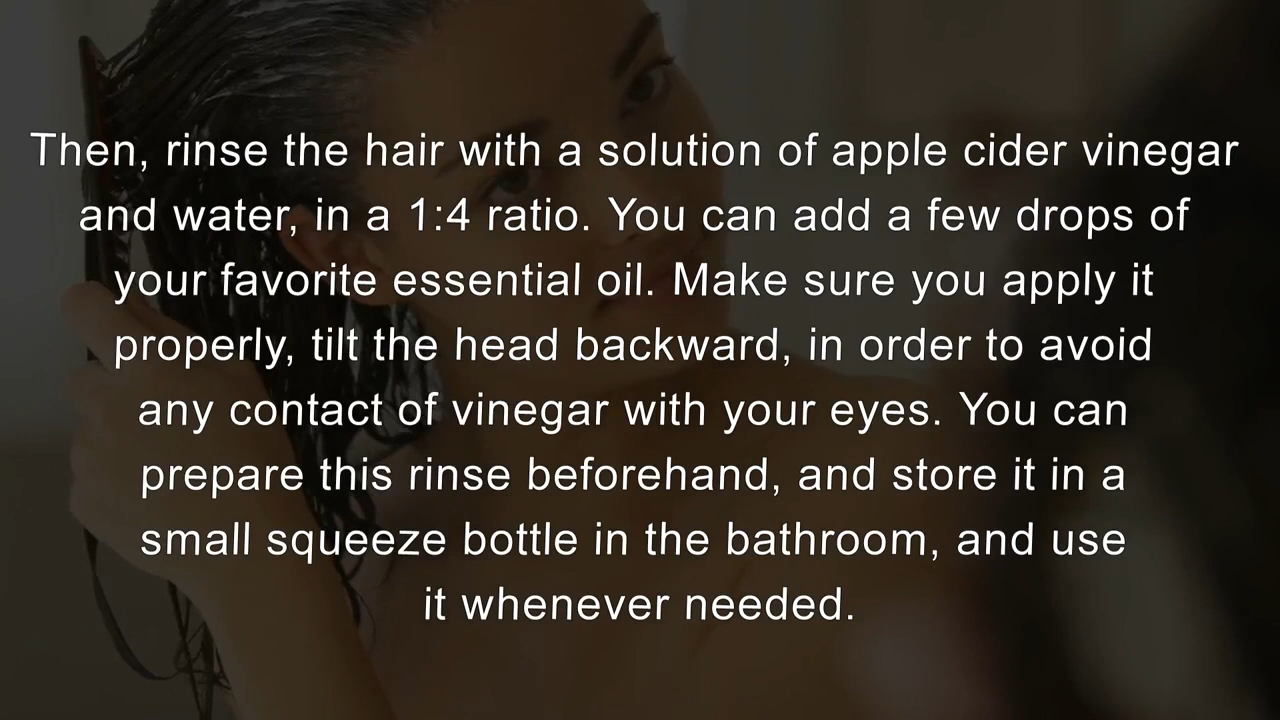 Then, rinse the hair with a solution of apple cider vinegar
and water, in a 1:4 ratio. You can add a few drops of
your favorite essential oil. Make sure you apply it
properly, tilt the head backward, in order to avoid
any contact of vinegar with your eyes. You can
prepare this rinse beforehand, and store it in a
small squeeze bottle in the bathroom, and use
it whenever needed.